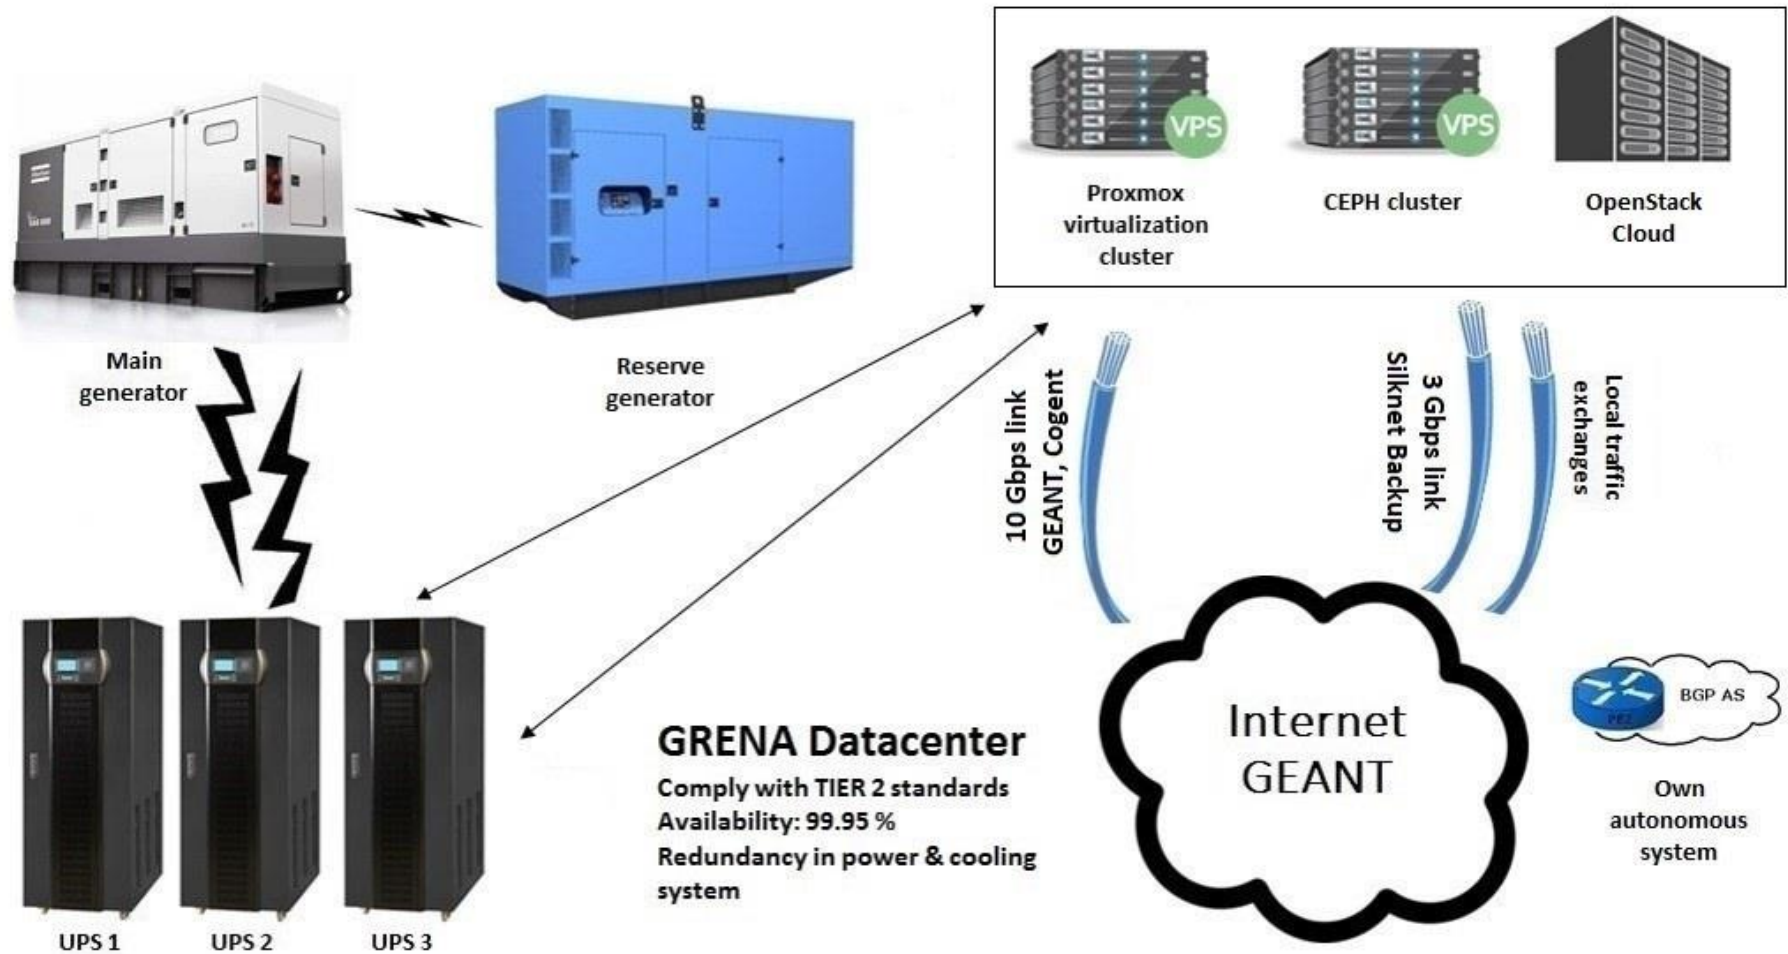 VPS
VPS
Proxmox
virtualization
cluster
CEPH cluster
OpenStack
Cloud
Main
generator
Reserve
generator
10 Gbps link
GEANT, Cogent
3 Gbps link
Silknet Backup
Local traffic
exchanges
GRENA Datacenter
Comply with TIER 2 standards
Availability: 99.95 %
Redundancy in power & cooling
system
Internet
GEANT
BGP AS
Own
autonomous
system
UPS 1
UPS 2
UPS 3